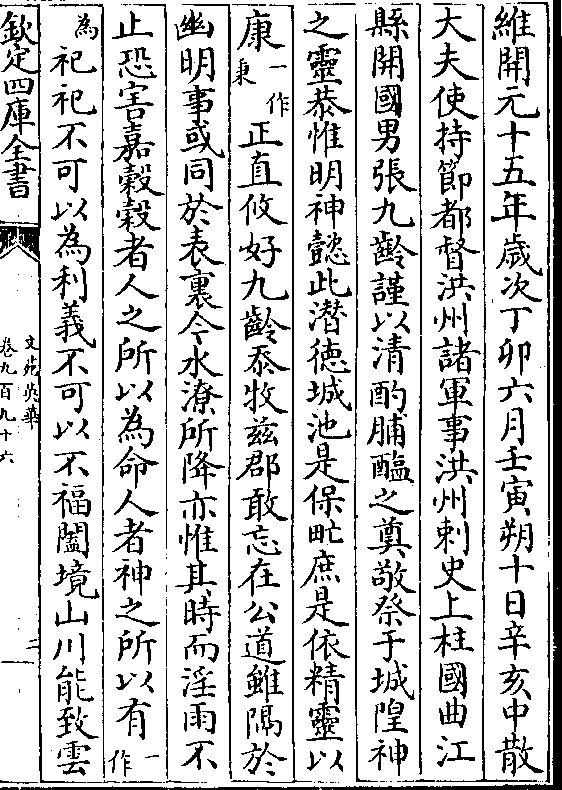 維開元十五年歲次丁卯六月壬寅朔十日辛亥中散
大夫使持節都督洪州諸軍事洪州刺史上柱國曲江
縣開國男張九齡謹以清酌脯醢之奠敬祭于城隍神
之靈恭惟明神懿此潛德城池是保甿庶是依精靈以
康一作秉正直攸好九齡忝牧兹郡敢忘在公道雖隔於
幽明事或同於表裏今水潦所降亦惟其時而淫雨不
止恐害嘉穀穀者人之所以為命人者神之所以有一作
為祀祀不可以為利義不可以不福闔境山川能致雲
欽定四庫全書
文苑英華
卷九百九十六
二